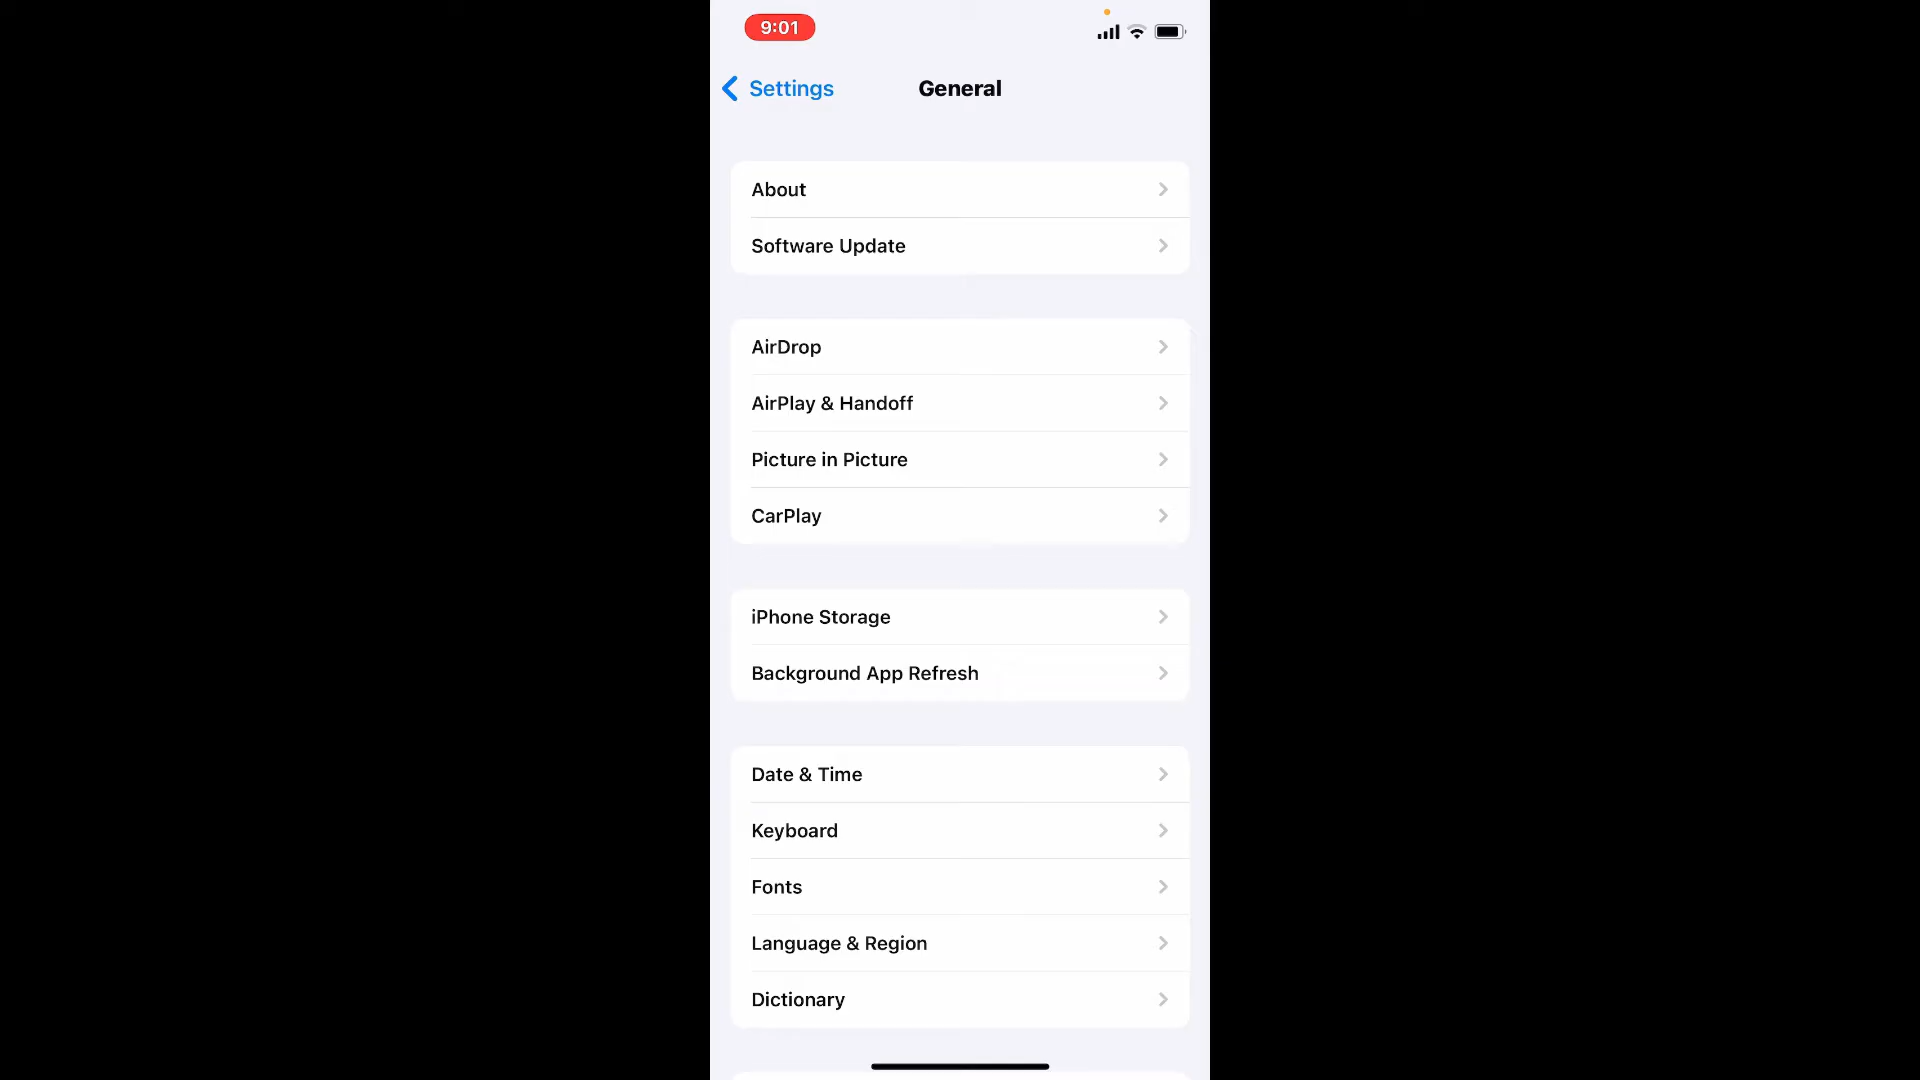 9:01
Settings
General
About
Software Update
AirDrop
AirPlay & Handoff
Picture in Picture
CarPlay
iPhone Storage
Background App Refresh
Date & Time
Keyboard
Fonts
Language & Region
Dictionary